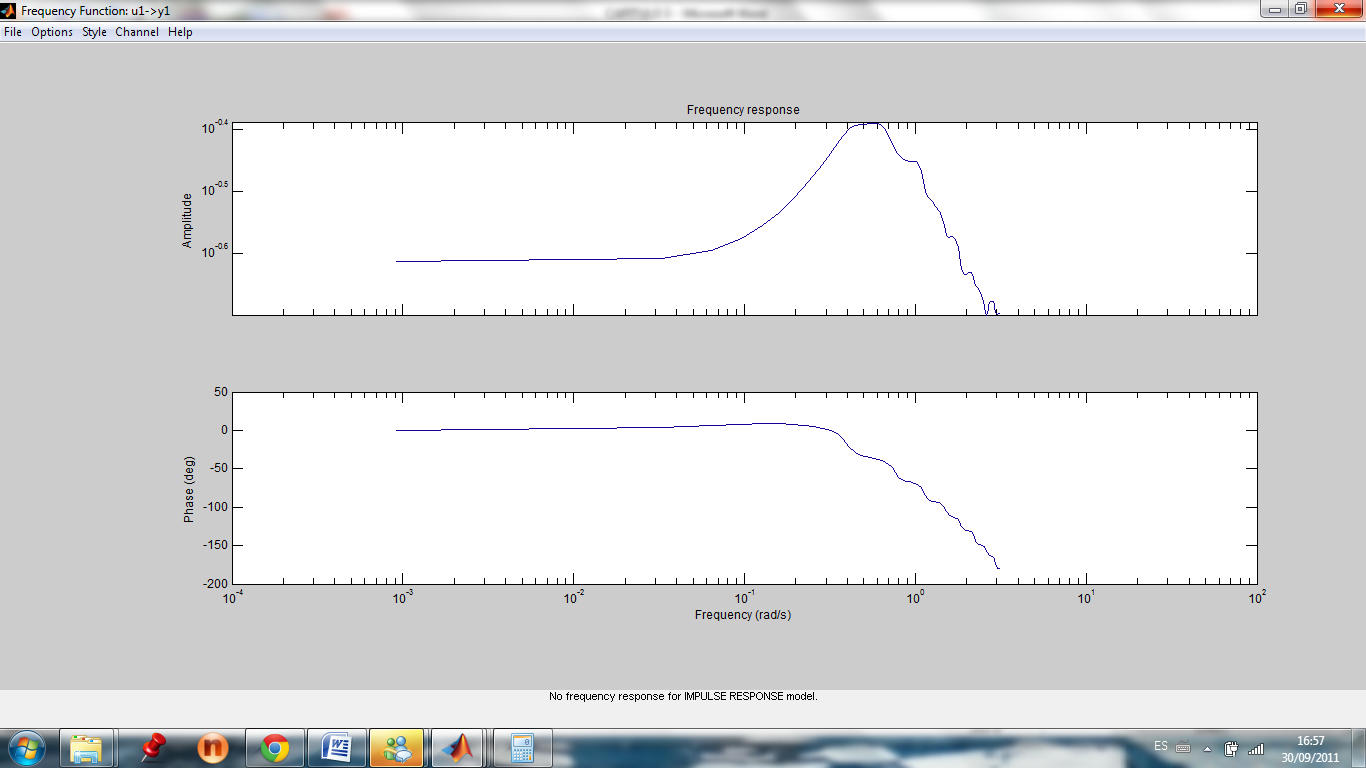 Frequency Function: u1->y1
File Options Style Channel Help
Frequency response
10^-0.4
10^-0.5
10^-0.6
Amplitude
50
0
-50
-100
-150
-200
Phase (deg)
10^-4 10^-3 10^-2 10^-1 10^0 10^1 10^2
Frequency (rad/s)
No frequency response for IMPULSE RESPONSE model.
ES
16:57
30/09/2011